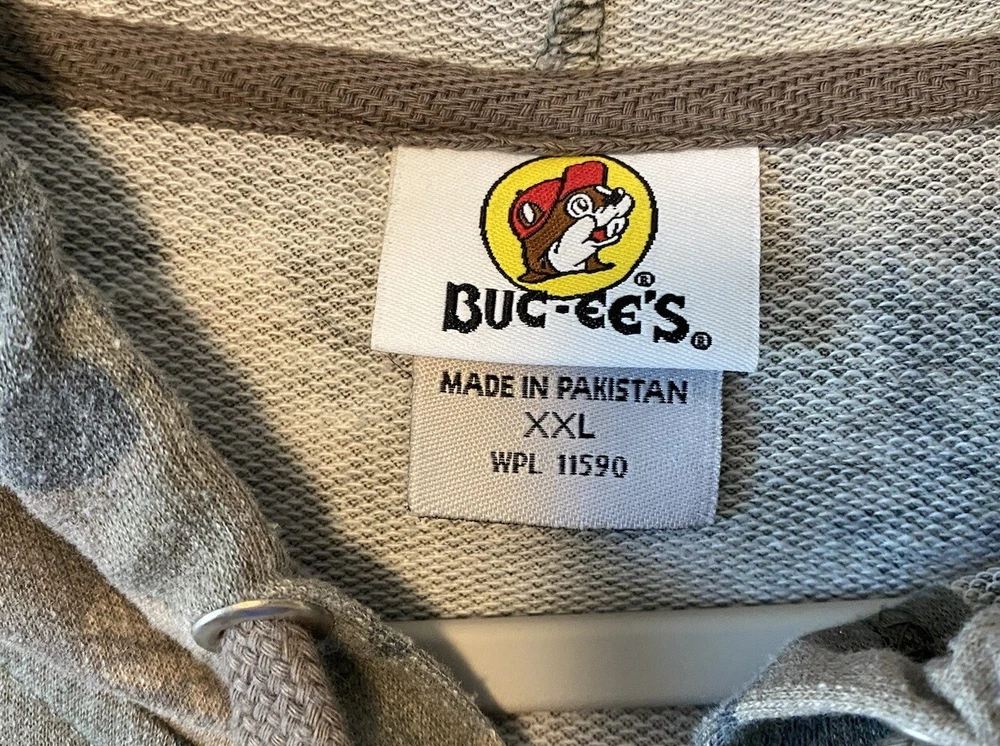 BUC-EE'S®
®
MADE IN PAKISTAN
XXL
WPL 11590